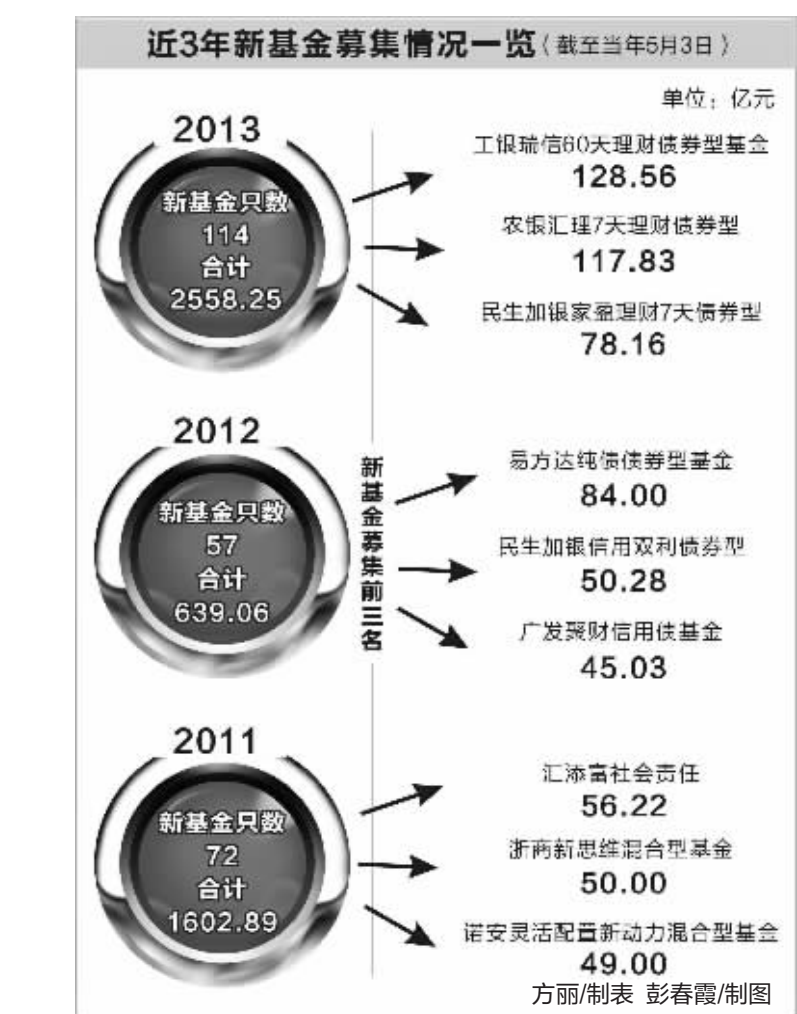 近3年新基金募集情况一览（截至当年5月3日）
单位：亿元
2013
新基金只数
114
合计
2558.25
工银瑞信60天理财债券型基金
128.56
农银汇理7天理财债券型
117.83
民生加银家盈理财7天债券型
78.16
新基金募集前三名
2012
新基金只数
57
合计
639.06
易方达纯债债券型基金
84.00
民生加银信用双利债券型
50.28
广发聚财信用债基金
45.03
2011
新基金只数
72
合计
1602.89
汇添富社会责任
56.22
浙商新思维混合型基金
50.00
诺安灵活配置新动力混合型基金
49.00
方丽/制表 彭春霞/制图